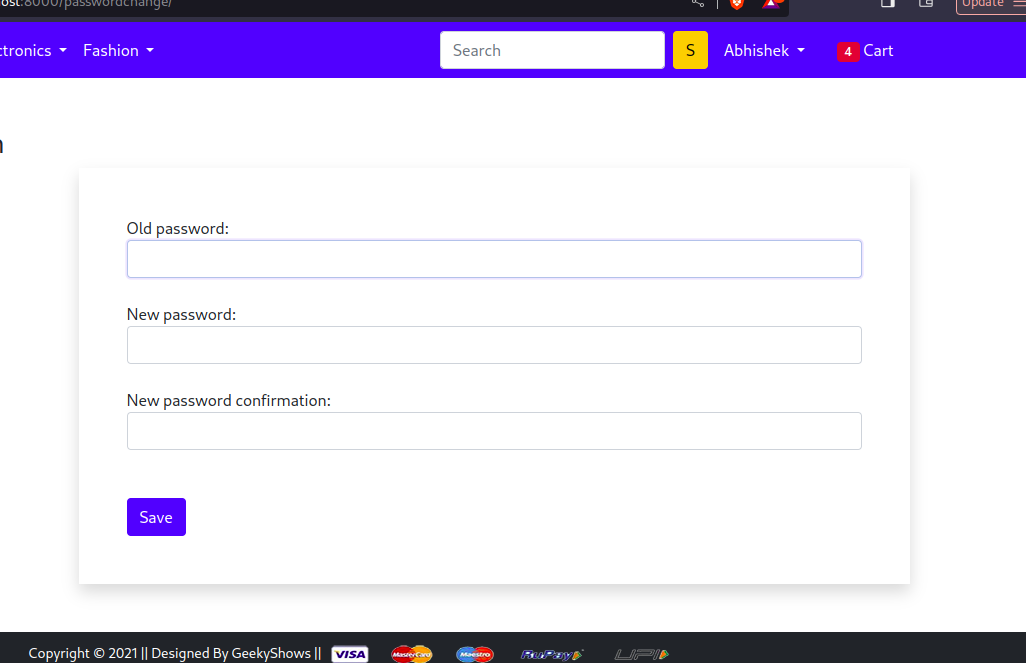 ost:8000/passwordchange/
Update
ctronics Fashion Search S Abhishek 4 Cart
Old password:
New password:
New password confirmation:
Save
Copyright © 2021 || Designed By GeekyShows || VISA MasterCard Maestro RuPay UPI